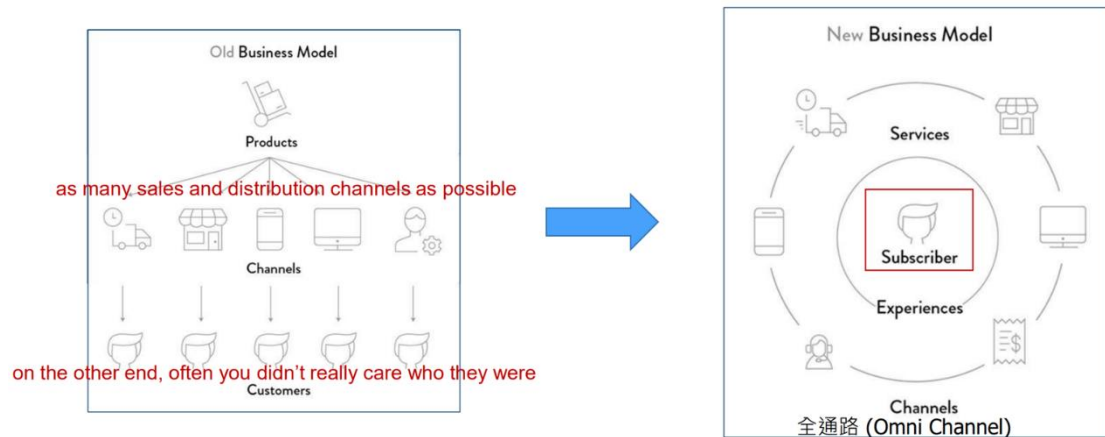 Old Business Model
Products
as many sales and distribution channels as possible
Channels
on the other end, often you didn't really care who they were
Customers
New Business Model
Services
Subscriber
Experiences
$
Channels
全通路 (Omni Channel)